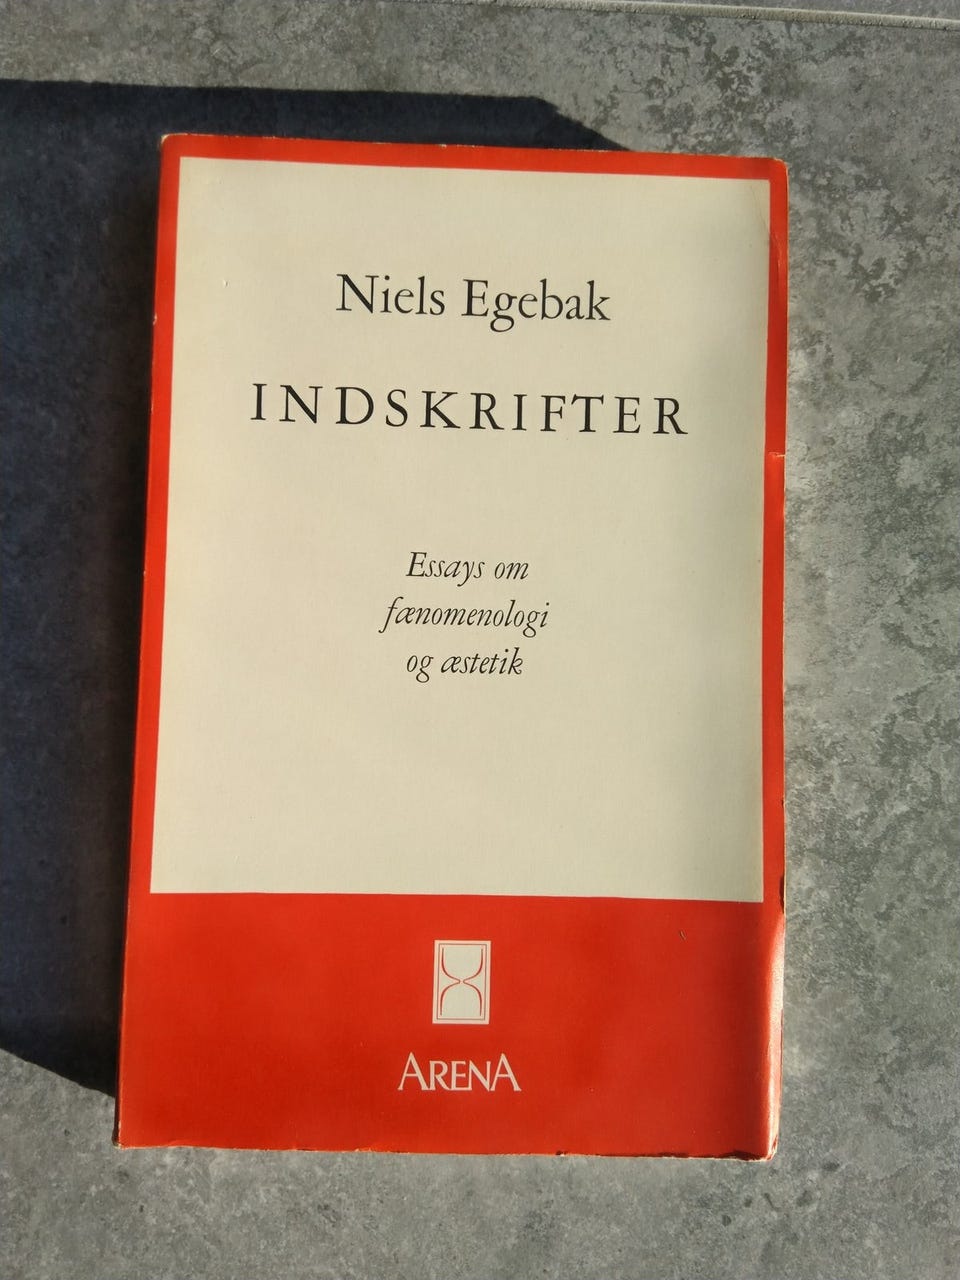 Niels Egebak
INDSKRIFTER
Essays om
fænomenologi
og æstetik
ARENA